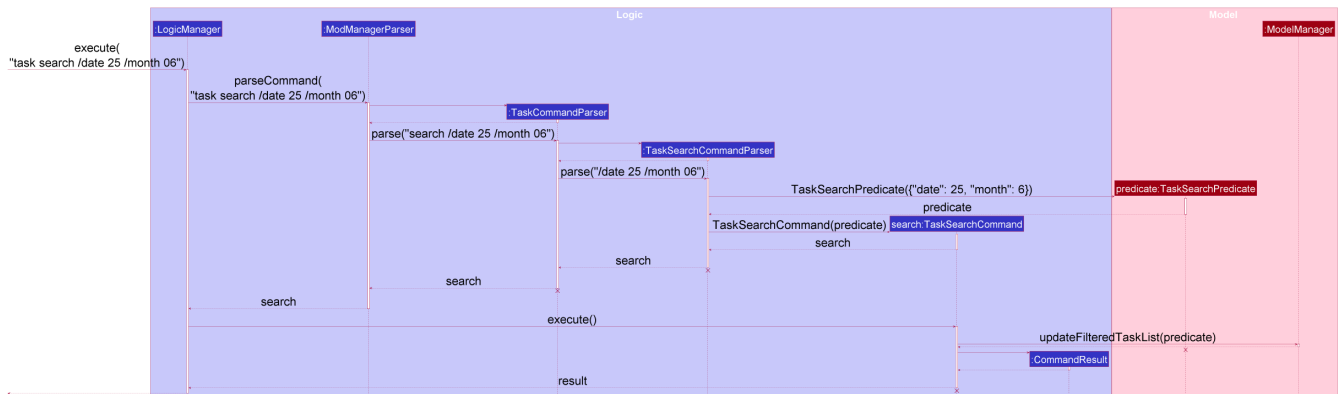 Logic
Model
:LogicManager
:ModManagerParser
:ModelManager
execute(
"task search /date 25 /month 06")
parseCommand(
"task search /date 25 /month 06")
:TaskCommandParser
parse("search /date 25 /month 06")
:TaskSearchCommandParser
parse("/date 25 /month 06")
TaskSearchPredicate({"date": 25, "month": 6})
predicate:TaskSearchPredicate
predicate
TaskSearchCommand(predicate)
search:TaskSearchCommand
search
search
search
search
execute()
updateFilteredTaskList(predicate)
:CommandResult
result